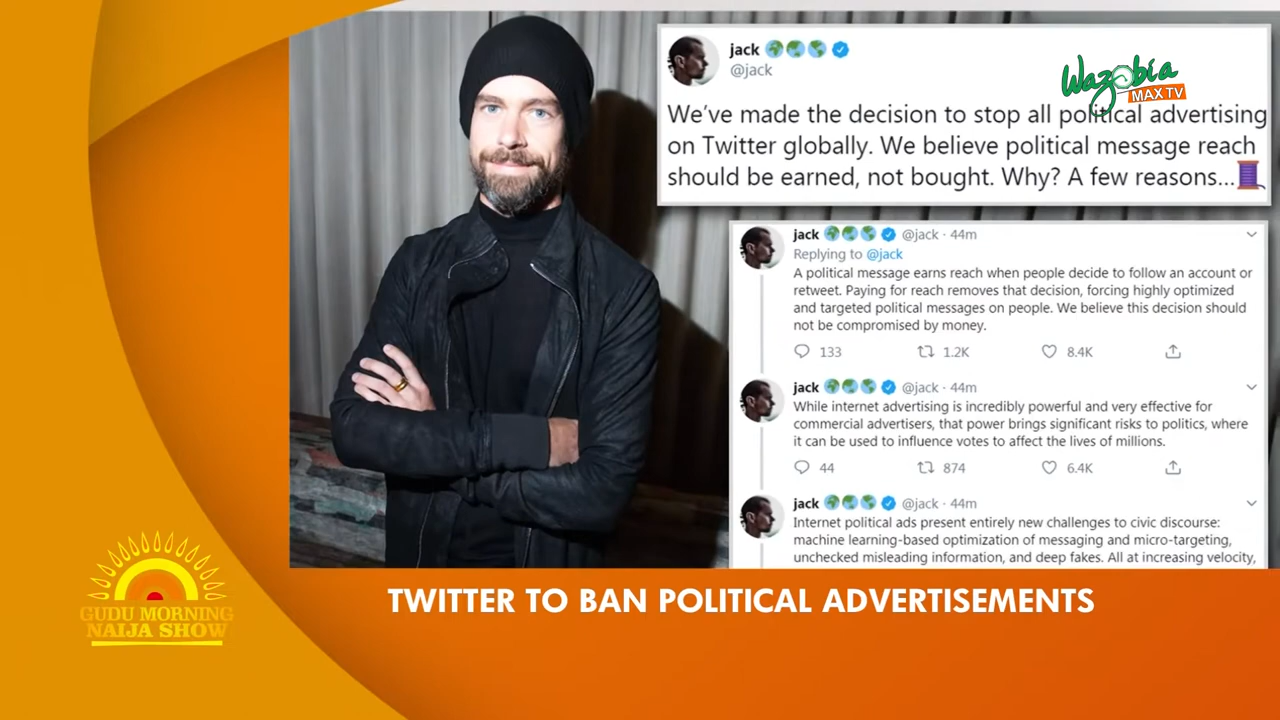 jack
@jack
Wazobia
MAX TV
We've made the decision to stop all political advertising
on Twitter globally. We believe political message reach
should be earned, not bought. Why? A few reasons...
jack @jack · 44m
Replying to @jack
A political message earns reach when people decide to follow an account or
retweet. Paying for reach removes that decision, forcing highly optimized
and targeted political messages on people. We believe this decision should
not be compromised by money.
133 1.2K 8.4K
jack @jack · 44m
While internet advertising is incredibly powerful and very effective for
commercial advertisers, that power brings significant risks to politics, where
it can be used to influence votes to affect the lives of millions.
44 874 6.4K
jack @jack · 44m
Internet political ads present entirely new challenges to civic discourse:
machine learning-based optimization of messaging and micro-targeting,
unchecked misleading information, and deep fakes. All at increasing velocity,
GUDU MORNING
NAIJA SHOW
TWITTER TO BAN POLITICAL ADVERTISEMENTS